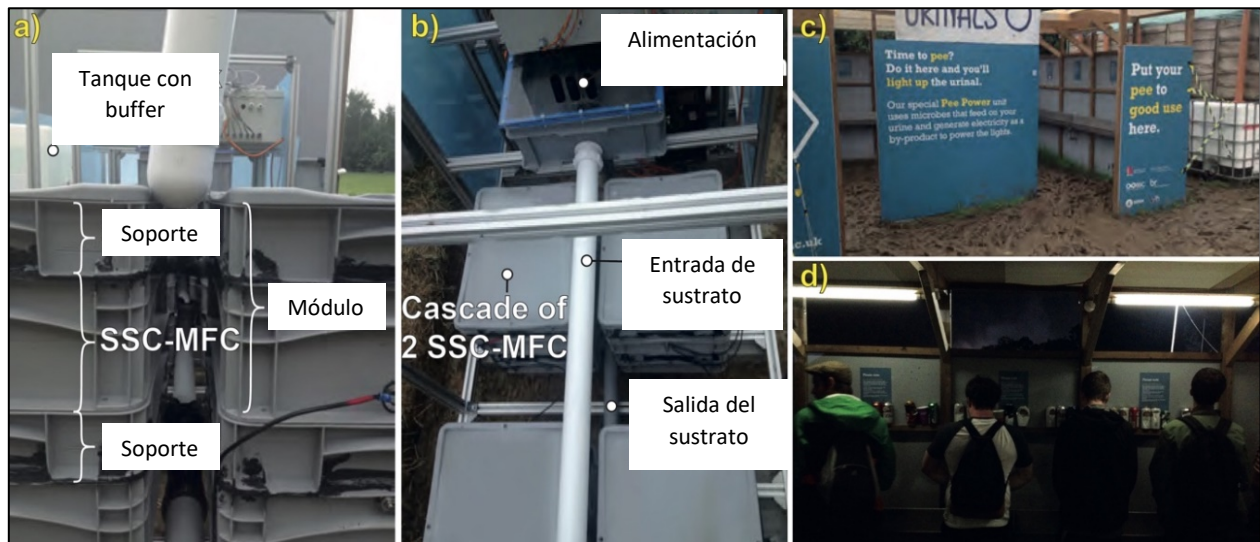 a)
Tanque con
buffer
Soporte
SSC-MFC
Módulo
Soporte
b)
Alimentación
Entrada de
sustrato
Cascade of
2 SSC-MFC
Salida del
sustrato
c)
URINALS
Time to pee?
Do it here and you'll
light up the urinal.
Our special Pee Power unit
uses microbes that feed on your
urine and generate electricity as a
by-product to power the lights.
Put your
pee to
good use
here.
sc.uk
d)